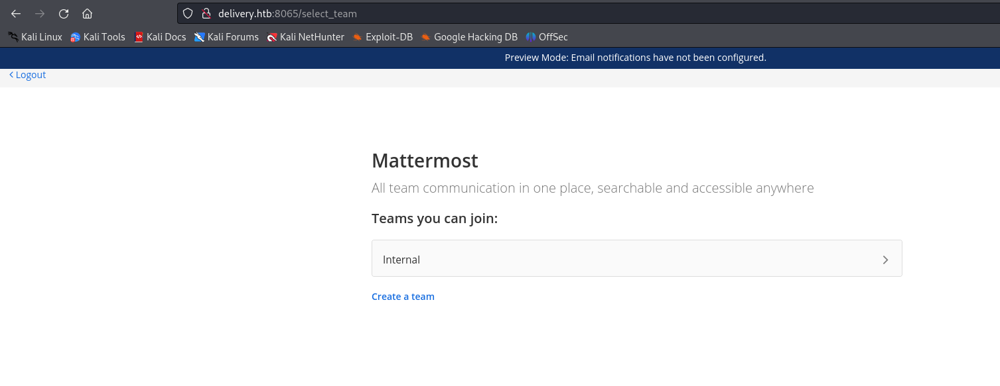 delivery.htb:8065/select_team
Kali Linux Kali Tools Kali Docs Kali Forums Kali NetHunter Exploit-DB Google Hacking DB OffSec
Preview Mode: Email notifications have not been configured.
Logout
Mattermost
All team communication in one place, searchable and accessible anywhere
Teams you can join:
Internal
Create a team